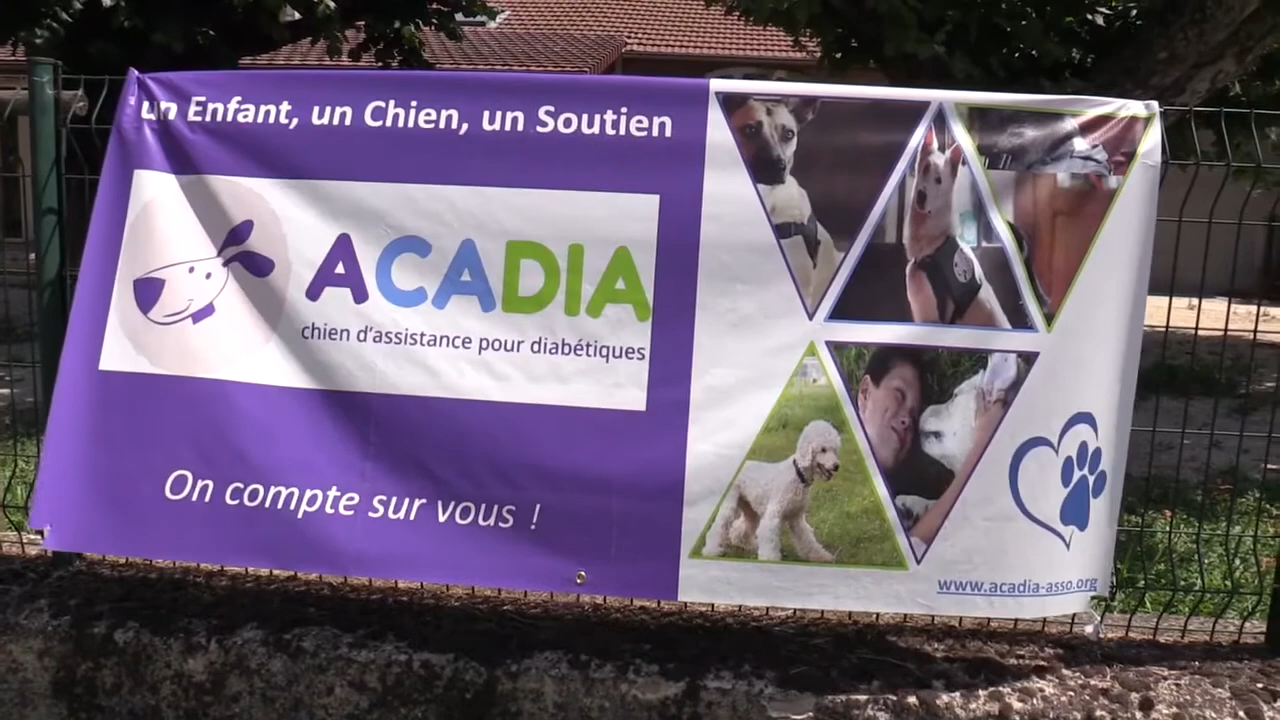 un Enfant, un Chien, un Soutien
ACADIA
chien d'assistance pour diabétiques
On compte sur vous !
www.acadia-asso.org